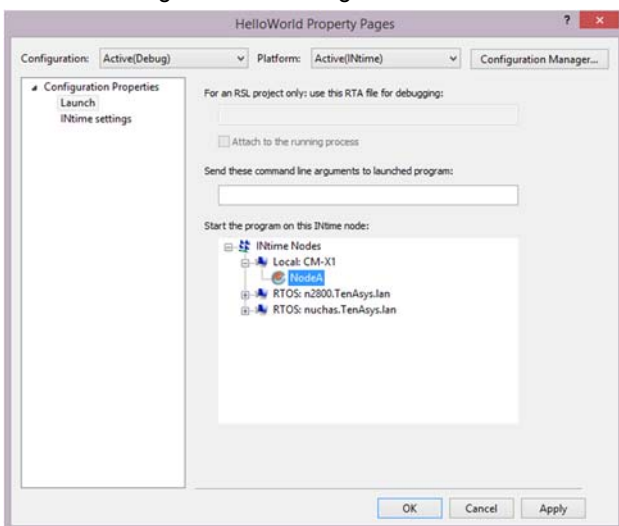 HelloWorld Property Pages
? ×
Configuration: Active(Debug) Platform: Active(INtime) Configuration Manager...
Configuration Properties
Launch
INtime settings
For an RSL project only: use this RTA file for debugging:
Attach to the running process
Send these command line arguments to launched program:
Start the program on this INtime node:
INtime Nodes
Local: CM-X1
NodeA
RTOS: n2800.TenAsys.lan
RTOS: nuchas.TenAsys.lan
OK Cancel Apply